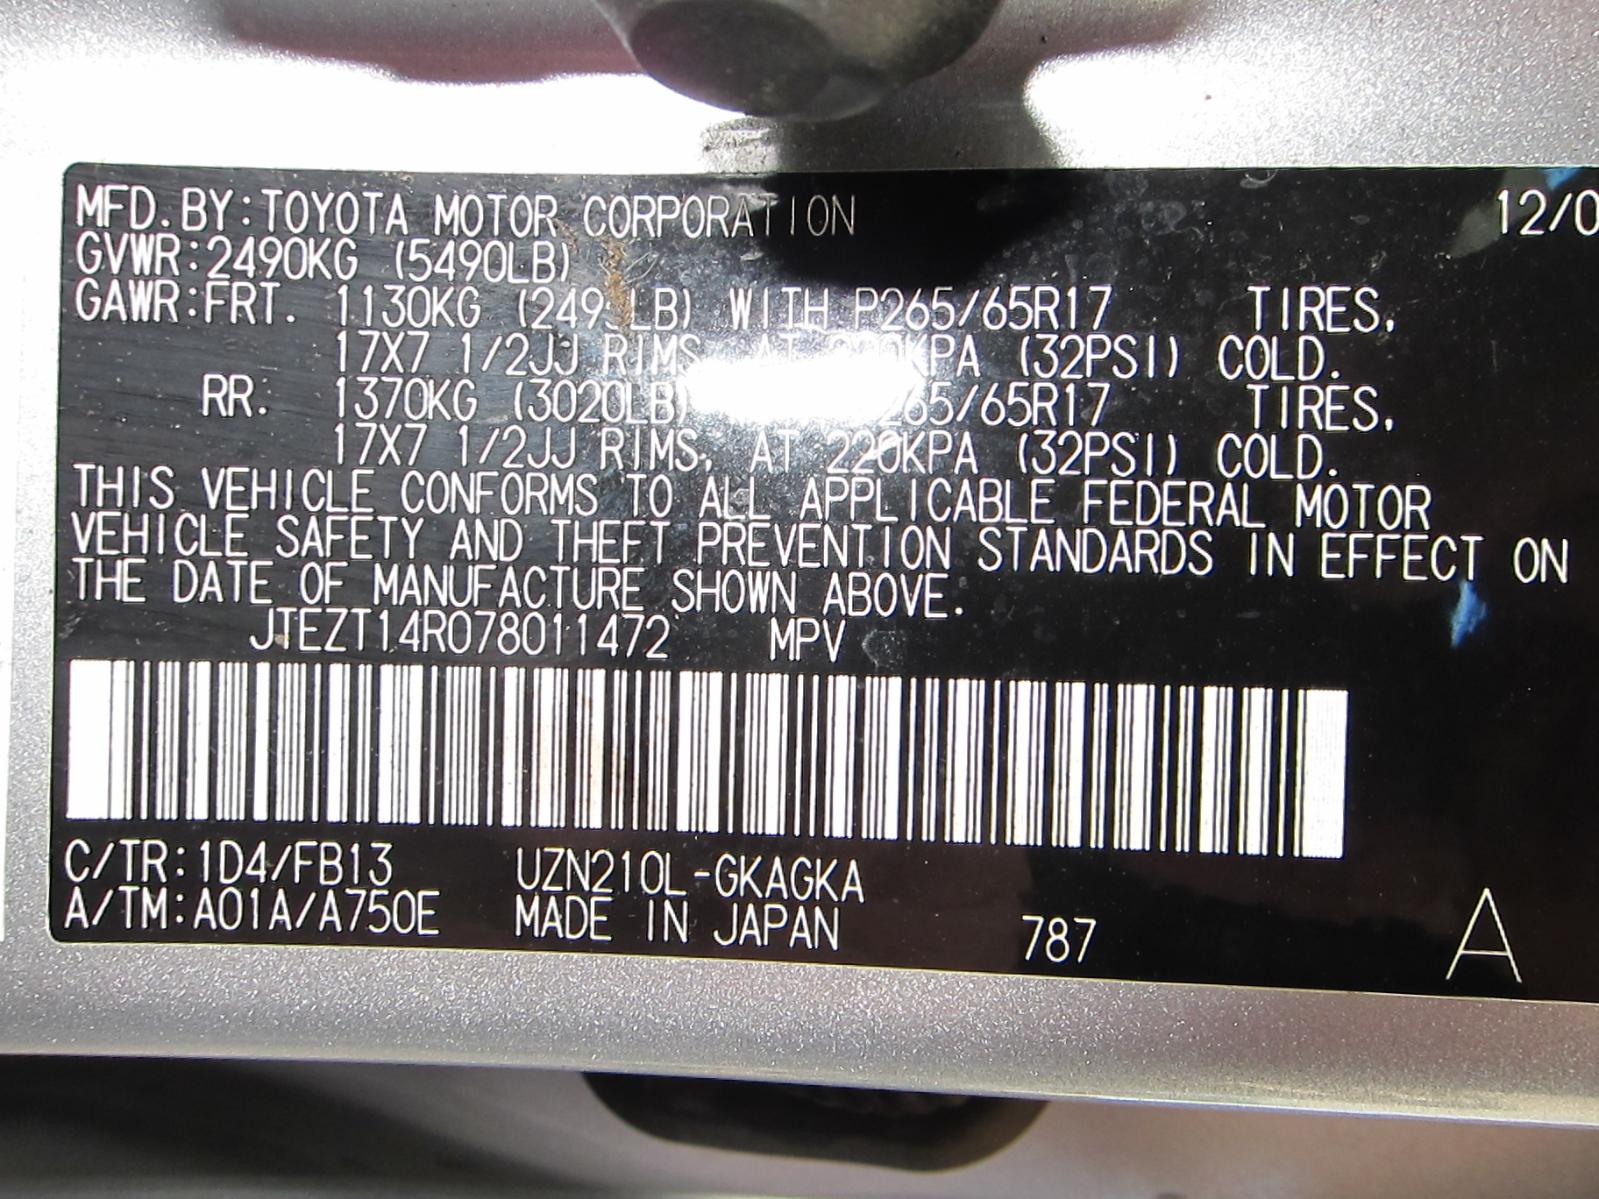 MFD.BY:TOYOTA MOTOR CORPORATION 12/0
GVWR:2490KG (5490LB)
GAWR:FRT. 1130KG (LB) WITH P265/65R17 TIRES,
17X7 1/2JJ RIMS, AT KPA (32PSI) COLD.
RR. 1370KG (3020LB) 265/65R17 TIRES,
17X7 1/2JJ RIMS, AT 220KPA (32PSI) COLD.
THIS VEHICLE CONFORMS TO ALL APPLICABLE FEDERAL MOTOR
VEHICLE SAFETY AND THEFT PREVENTION STANDARDS IN EFFECT ON
THE DATE OF MANUFACTURE SHOWN ABOVE.
JTEZT14R078011472 MPV
C/TR:1D4/FB13 UZN210L-GKAGKA
A/TM:A01A/A750E MADE IN JAPAN 787 A